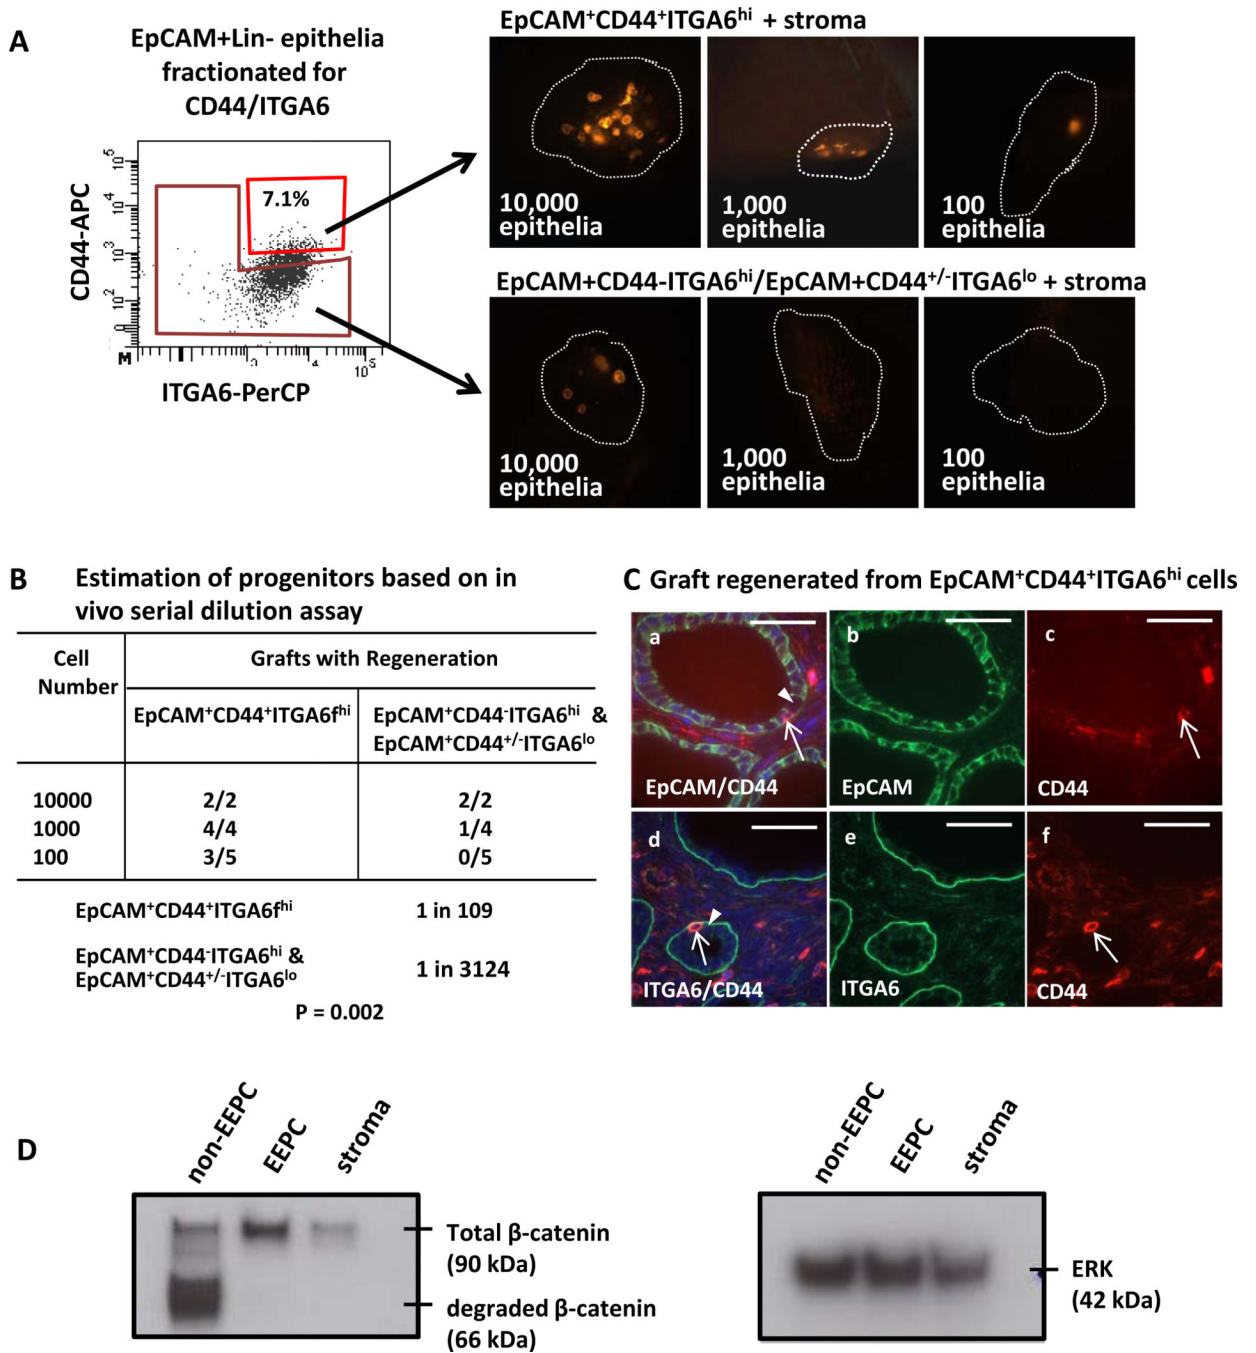 A
EpCAM+Lin- epithelia
fractionated for
CD44/ITGA6
CD44-APC
10⁵
10⁴
10³
10²
0
7.1%
M
10⁵
ITGA6-PerCP
EpCAM⁺CD44⁺ITGA6ʰⁱ + stroma
10,000
epithelia
1,000
epithelia
100
epithelia
EpCAM+CD44-ITGA6ʰⁱ/EpCAM+CD44⁺/⁻ITGA6ˡᵒ + stroma
10,000
epithelia
1,000
epithelia
100
epithelia
B Estimation of progenitors based on in
vivo serial dilution assay
Cell
Number
Grafts with Regeneration
EpCAM⁺CD44⁺ITGA6fʰⁱ
EpCAM⁺CD44⁻ITGA6ʰⁱ &
EpCAM⁺CD44⁺/⁻ITGA6ˡᵒ
10000 2/2 2/2
1000 4/4 1/4
100 3/5 0/5
EpCAM⁺CD44⁺ITGA6fʰⁱ 1 in 109
EpCAM⁺CD44⁻ITGA6ʰⁱ &
EpCAM⁺CD44⁺/⁻ITGA6ˡᵒ
1 in 3124
P = 0.002
C Graft regenerated from EpCAM⁺CD44⁺ITGA6ʰⁱ cells
a
EpCAM/CD44
b
EpCAM
c
CD44
d
ITGA6/CD44
e
ITGA6
f
CD44
D
non-EEPC
EEPC
stroma
Total β-catenin
(90 kDa)
degraded β-catenin
(66 kDa)
non-EEPC
EEPC
stroma
ERK
(42 kDa)